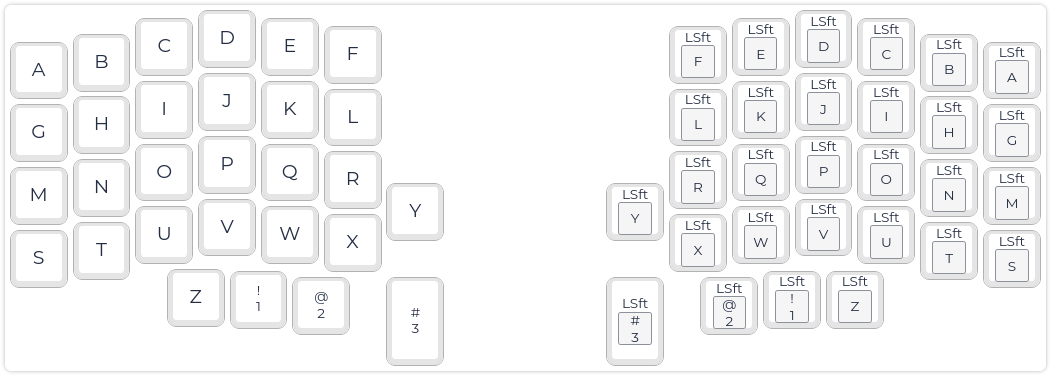 A B C D E F
LSft LSft LSft LSft LSft LSft
F E D C B A
G H I J K L
LSft LSft LSft LSft LSft LSft
L K J I H G
M N O P Q R
LSft LSft LSft LSft LSft LSft
R Q P O N M
Y
LSft
Y
S T U V W X
LSft LSft LSft LSft LSft LSft
X W V U T S
Z ! @ #
1 2 3
LSft LSft LSft LSft
# @ ! Z
3 2 1